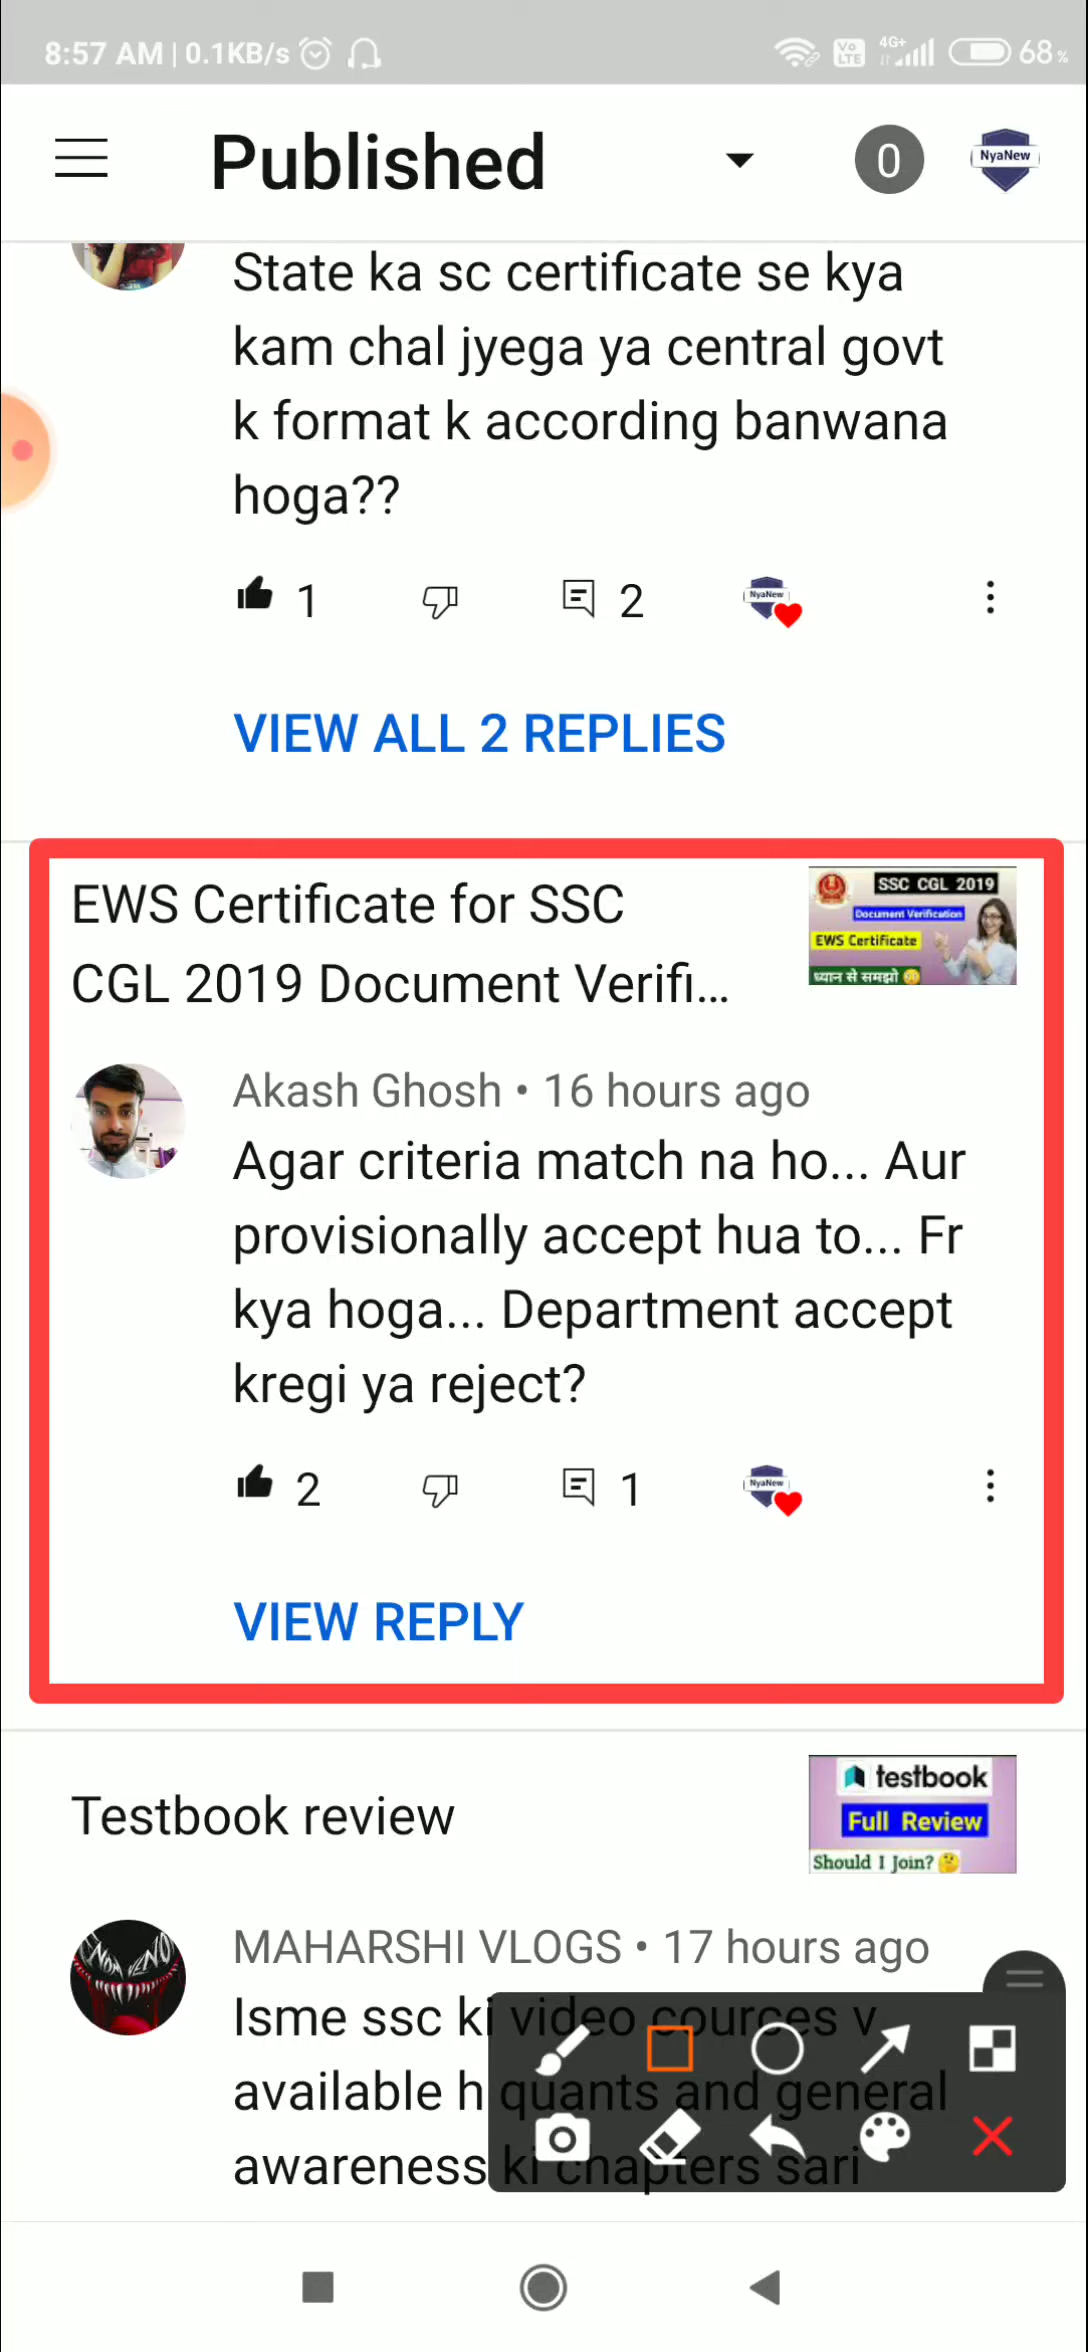 8:57 AM | 0.1KB/s Vo LTE 4G+ 68%
Published 0 NyaNew
State ka sc certificate se kya
kam chal jyega ya central govt
k format k according banwana
hoga??
1 2 NyaNew
VIEW ALL 2 REPLIES
EWS Certificate for SSC
CGL 2019 Document Verifi...
SSC CGL 2019
Document Verification
EWS Certificate
ध्यान से समझो
Akash Ghosh • 16 hours ago
Agar criteria match na ho... Aur
provisionally accept hua to... Fr
kya hoga... Department accept
kregi ya reject?
2 1 NyaNew
VIEW REPLY
Testbook review
testbook
Full Review
Should I Join?
MAHARSHI VLOGS • 17 hours ago
Isme ssc ki video cources v
available h quants and general
awareness ki chapters sari